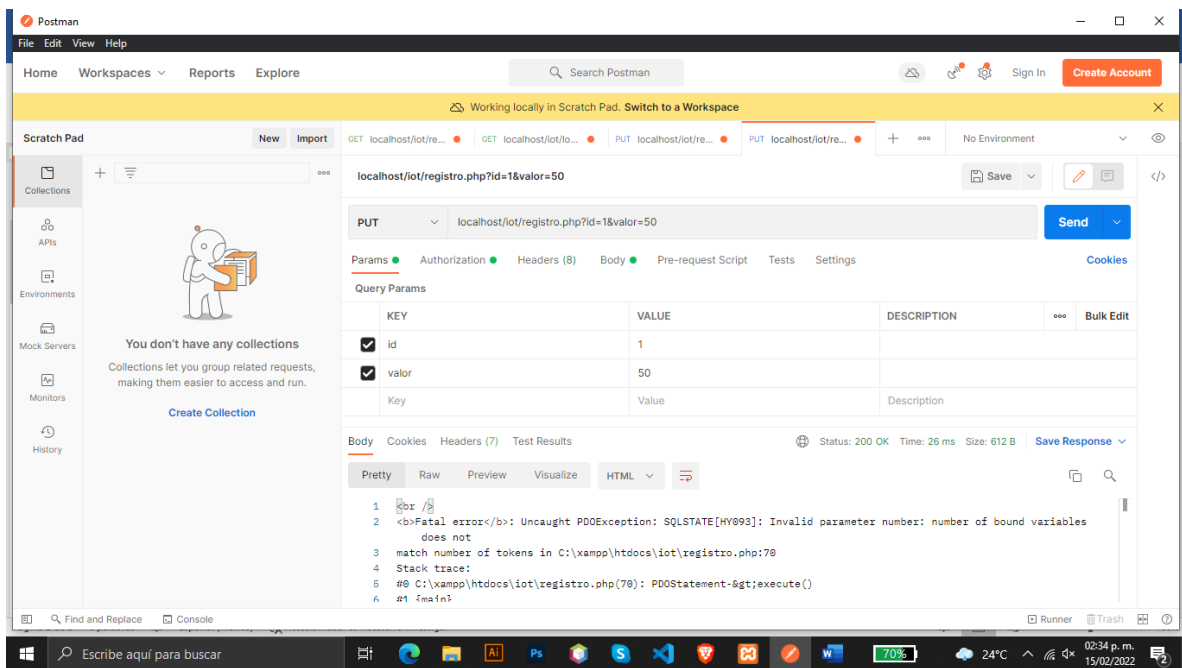 Postman
File Edit View Help
Home Workspaces Reports Explore
Search Postman
Sign In
Create Account
Working locally in Scratch Pad. Switch to a Workspace
Scratch Pad
New
Import
GET localhost/iot/re...
GET localhost/iot/lo...
PUT localhost/iot/re...
PUT localhost/iot/re...
No Environment
Collections
APIs
Environments
Mock Servers
Monitors
History
You don't have any collections
Collections let you group related requests,
making them easier to access and run.
Create Collection
localhost/iot/registro.php?id=1&valor=50
Save
PUT
localhost/iot/registro.php?id=1&valor=50
Send
Params Authorization Headers (8) Body Pre-request Script Tests Settings
Cookies
Query Params
KEY VALUE DESCRIPTION Bulk Edit
id 1
valor 50
Key Value Description
Body Cookies Headers (7) Test Results
Status: 200 OK Time: 26 ms Size: 612 B
Save Response
Pretty Raw Preview Visualize HTML
1 <br />
2 <b>Fatal error</b>: Uncaught PDOException: SQLSTATE[HY093]: Invalid parameter number: number of bound variables
does not
3 match number of tokens in C:\xampp\htdocs\iot\registro.php:70
4 Stack trace:
5 #0 C:\xampp\htdocs\iot\registro.php(70): PDOStatement-&gt;execute()
6 #1 {main}
Find and Replace Console
Runner Trash
Escribe aquí para buscar
Ai
Ps
S
W
70%
24°C
02:34 p. m.
15/02/2022
2